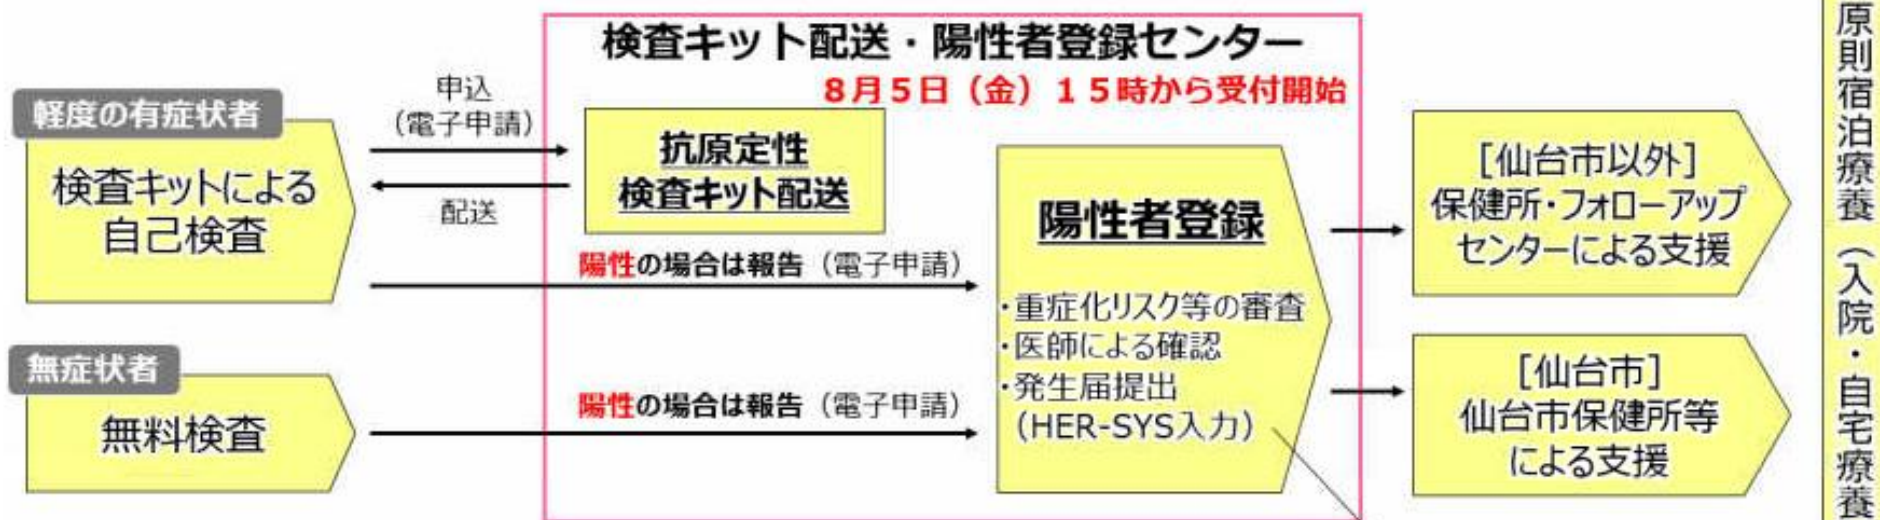 検査キット配送・陽性者登録センター
8月5日（金）15時から受付開始
軽度の有症状者
検査キットによる
自己検査
申込
（電子申請）
配送
抗原定性
検査キット配送
陽性の場合は報告（電子申請）
無症状者
無料検査
陽性の場合は報告（電子申請）
陽性者登録
・重症化リスク等の審査
・医師による確認
・発生届提出
（HER-SYS入力）
［仙台市以外］
保健所・フォローアップ
センターによる支援
［仙台市］
仙台市保健所等
による支援
原則宿泊療養（入院・自宅療養